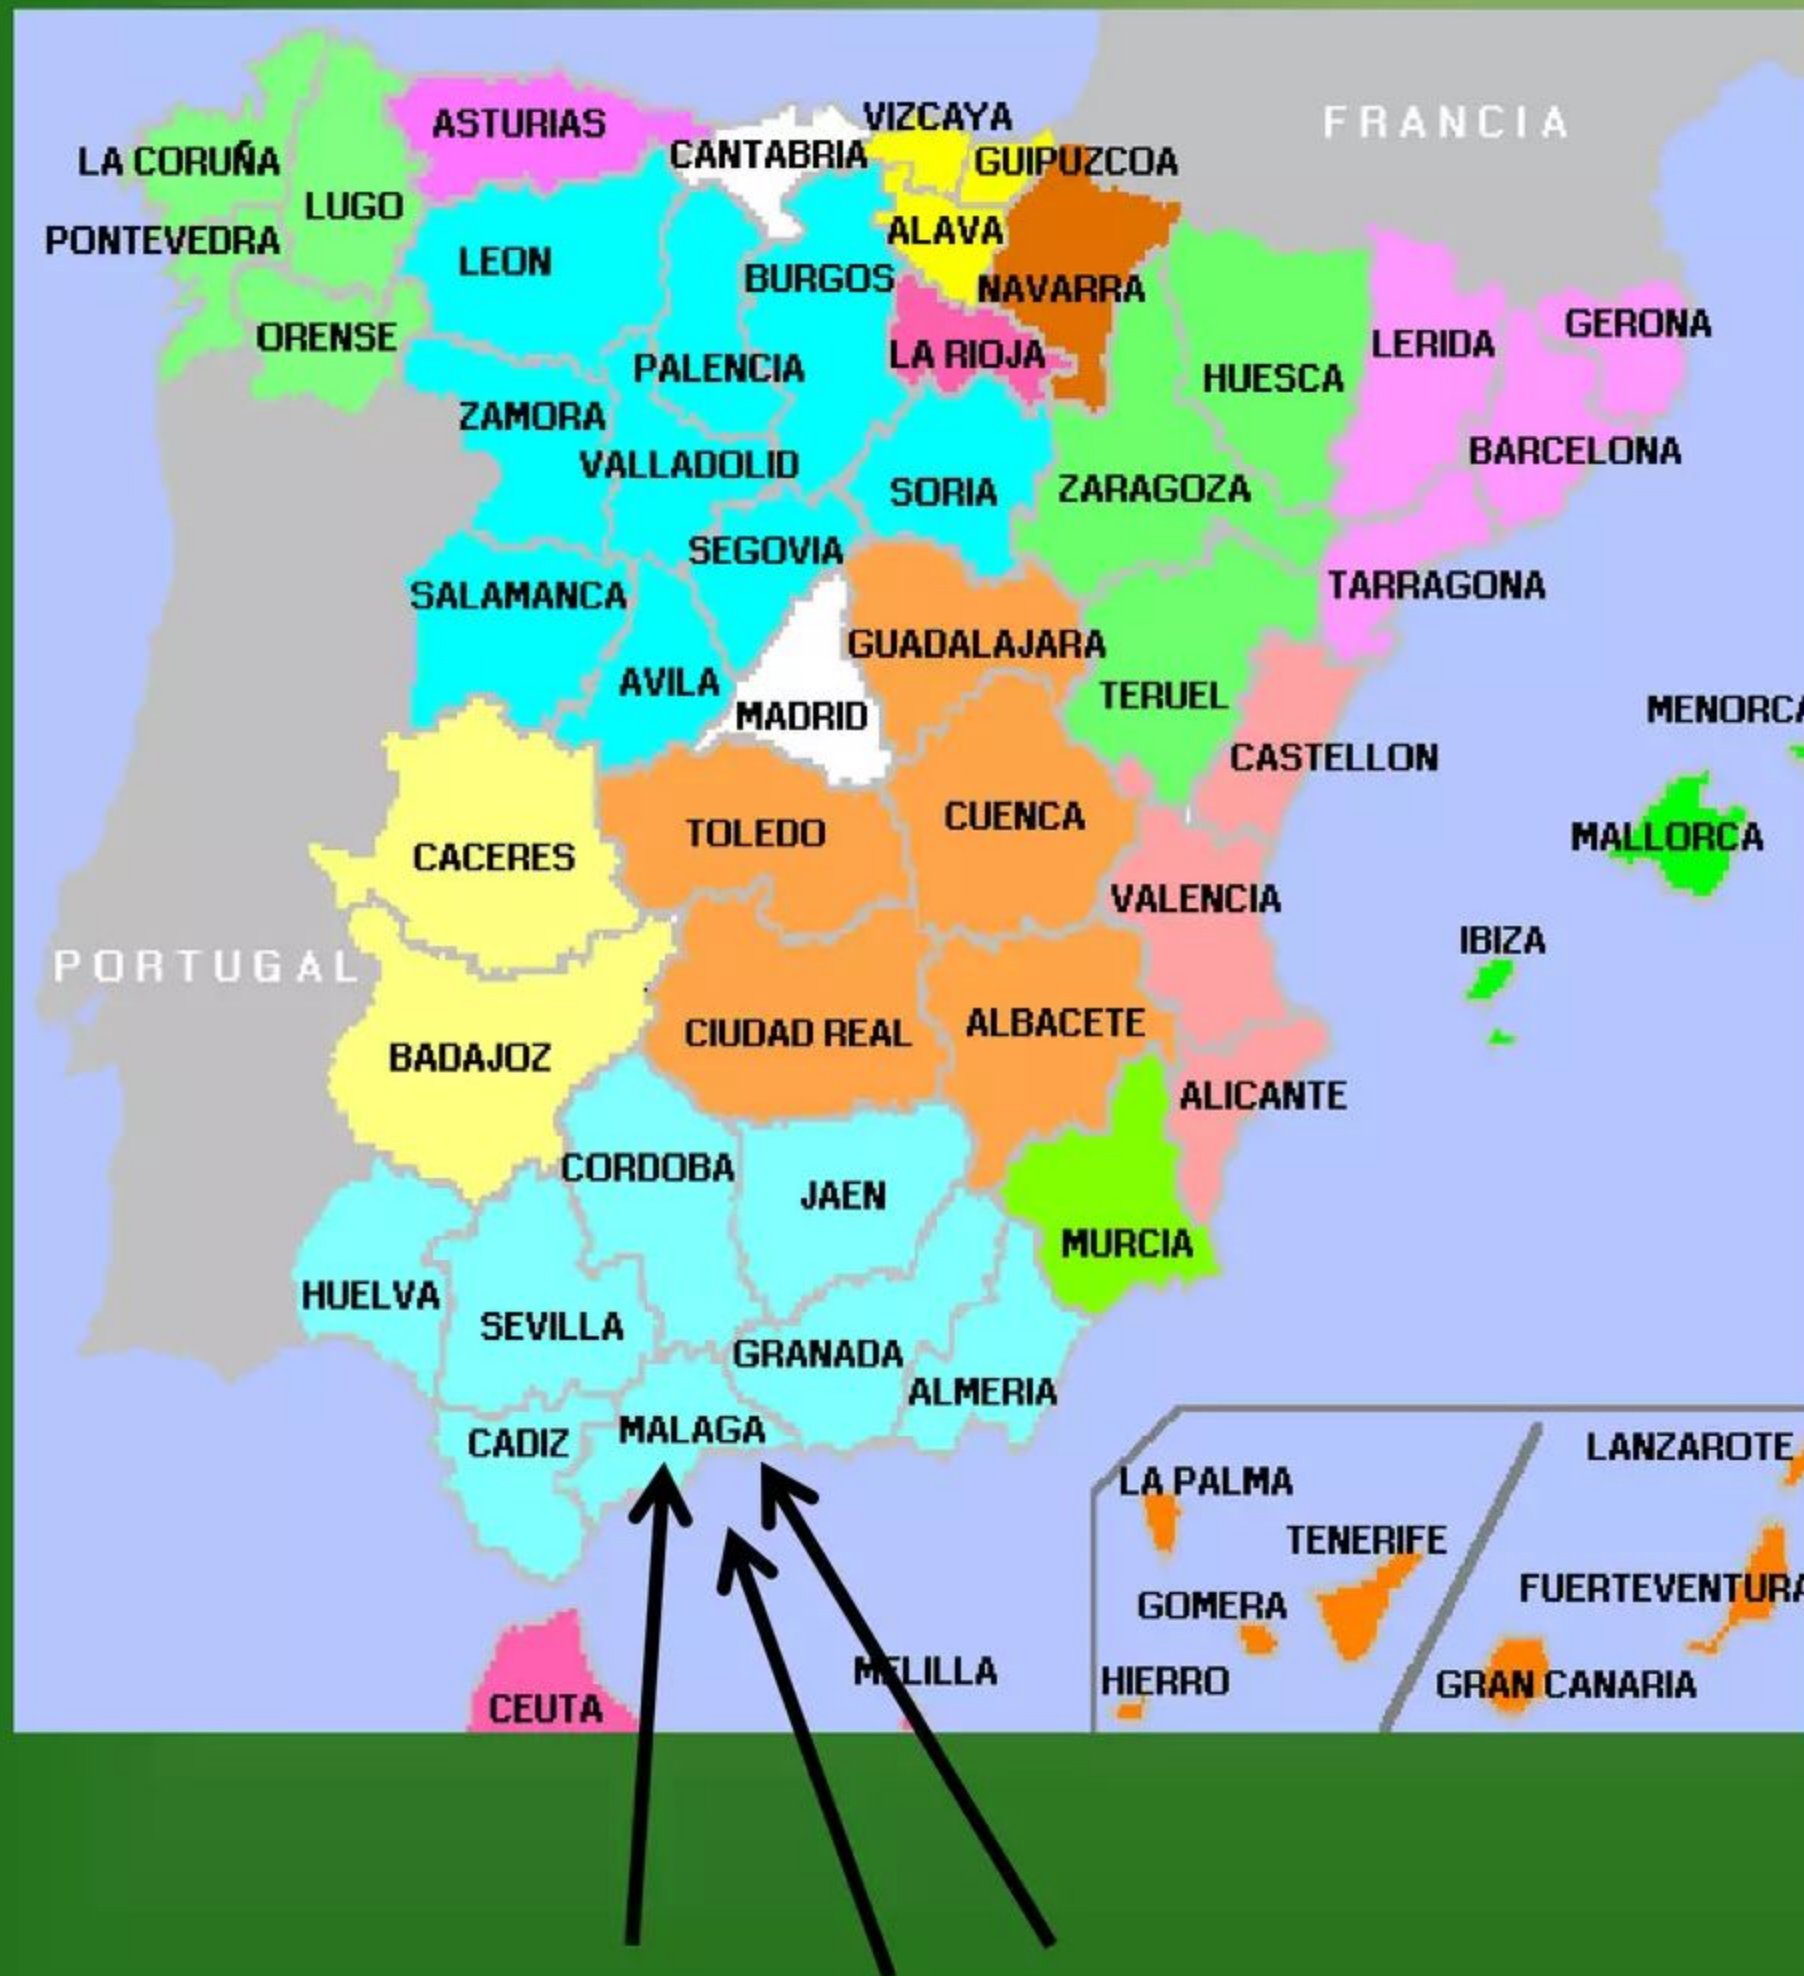 FRANCIA
VIZCAYA
ASTURIAS
CANTABRIA
GUIPUZCOA
LA CORUÑA
LUGO
ALAVA
PONTEVEDRA
LEON
BURGOS
NAVARRA
ORENSE
GERONA
LERIDA
LA RIOJA
PALENCIA
HUESCA
ZAMORA
BARCELONA
VALLADOLID
SORIA
ZARAGOZA
SEGOVIA
SALAMANCA
TARRAGONA
GUADALAJARA
AVILA
TERUEL
MENORCA
MADRID
CASTELLON
CUENCA
TOLEDO
MALLORCA
CACERES
VALENCIA
IBIZA
PORTUGAL
ALBACETE
CIUDAD REAL
BADAJOZ
ALICANTE
CORDOBA
JAEN
MURCIA
HUELVA
SEVILLA
GRANADA
ALMERIA
MALAGA
CADIZ
LANZAROTE
LA PALMA
TENERIFE
FUERTEVENTURA
GOMERA
MELILLA
HIERRO
GRAN CANARIA
CEUTA